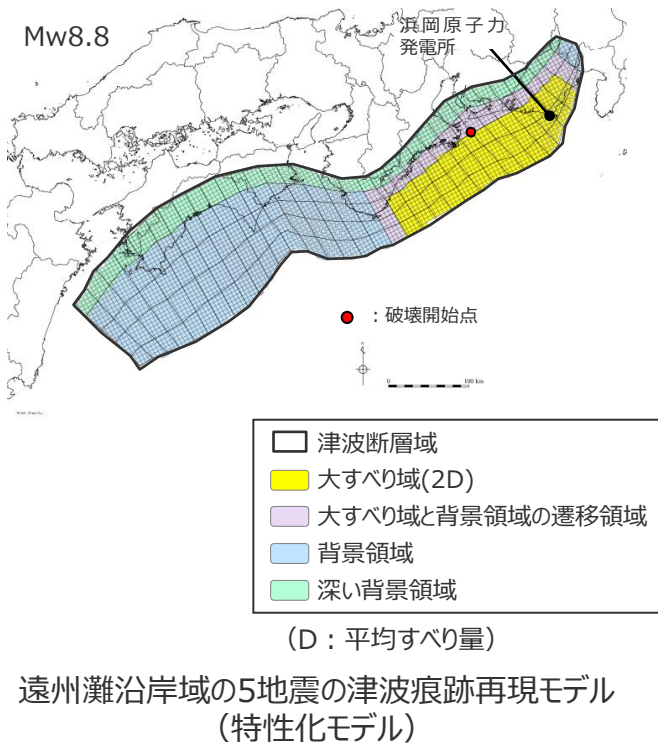 Mw8.8
浜岡原子力
発電所
：破壊開始点
N
0 100 km
津波断層域
大すべり域(2D)
大すべり域と背景領域の遷移領域
背景領域
深い背景領域
（D：平均すべり量）
遠州灘沿岸域の5地震の津波痕跡再現モデル
（特性化モデル）